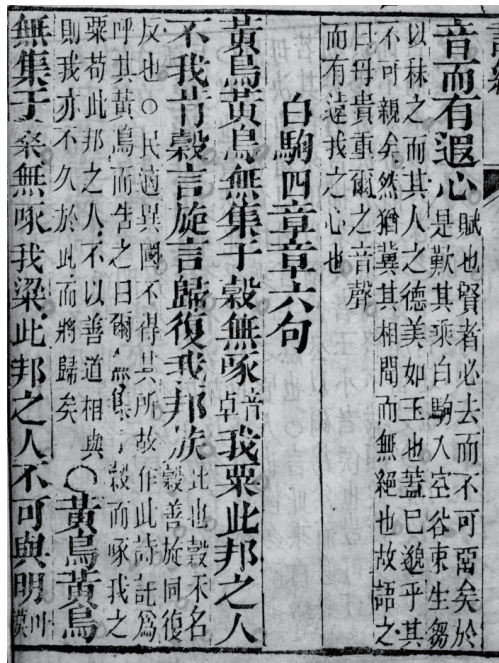 音而有遐心賦也賢者必去而不可畱矣於
是歎其乘白駒入空谷束生芻
以秣之而其人之德美如玉也蓋已邈乎其
不可親矣然猶冀其相聞而無絕也故語之
曰毋貴重爾之音聲
而有遠我之心也
白駒四章章六句
黃鳥黃鳥無集于榖無啄音卓我粟此邦之人
不我肯榖言旋言歸復我邦族比也榖木名
榖善旋同復
反也○民適異國不得其所故作此詩託爲
呼其黃鳥而告之曰爾無集于榖而啄我之
粟苟此邦之人不以善道相與
則我亦不久於此而將歸矣○黃鳥黃鳥
無集于桑無啄我梁此邦之人不可與明叶謨